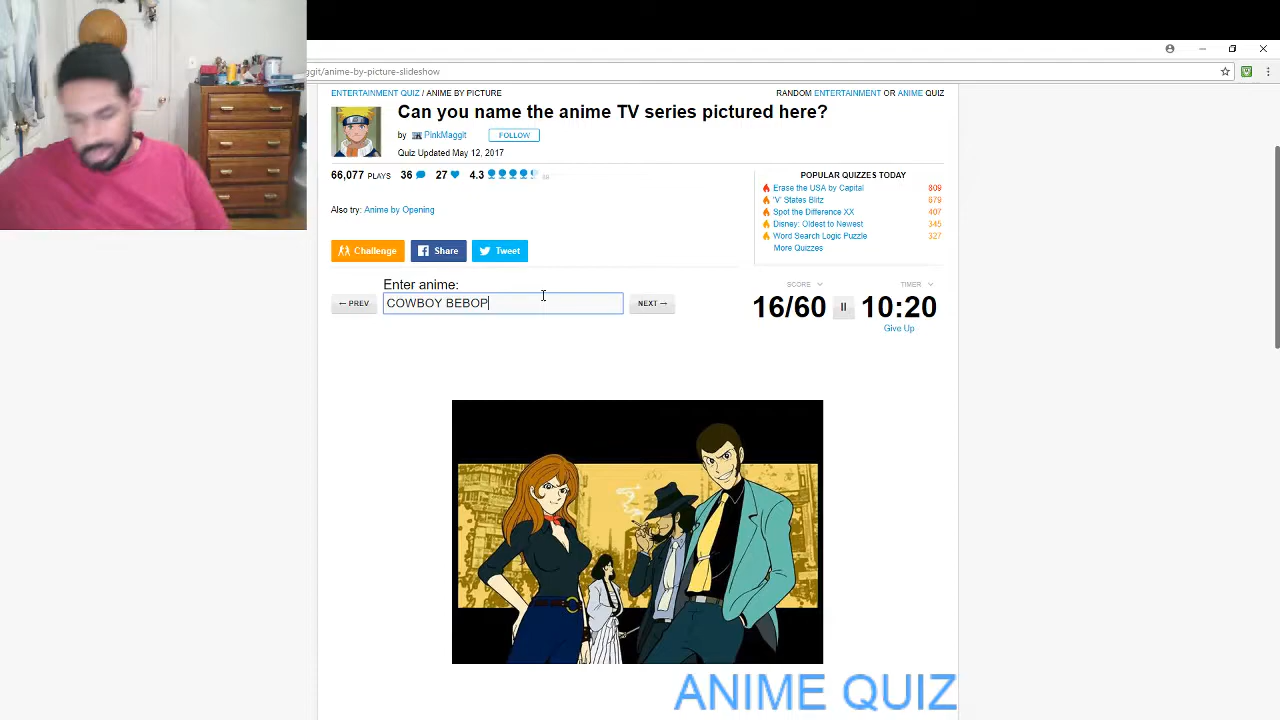 ggit/anime-by-picture-slideshow
ENTERTAINMENT QUIZ / ANIME BY PICTURE
RANDOM ENTERTAINMENT OR ANIME QUIZ
Can you name the anime TV series pictured here?
by PinkMaggit FOLLOW
Quiz Updated May 12, 2017
66,077 PLAYS 36 27 4.3
POPULAR QUIZZES TODAY
Erase the USA by Capital 809
'V' States Blitz 679
Spot the Difference XX 407
Disney: Oldest to Newest 345
Word Search Logic Puzzle 327
More Quizzes
Also try: Anime by Opening
Challenge Share Tweet
Enter anime:
← PREV COWBOY BEBOP NEXT →
SCORE TIMER
16/60 10:20
Give Up
ANIME QUIZ